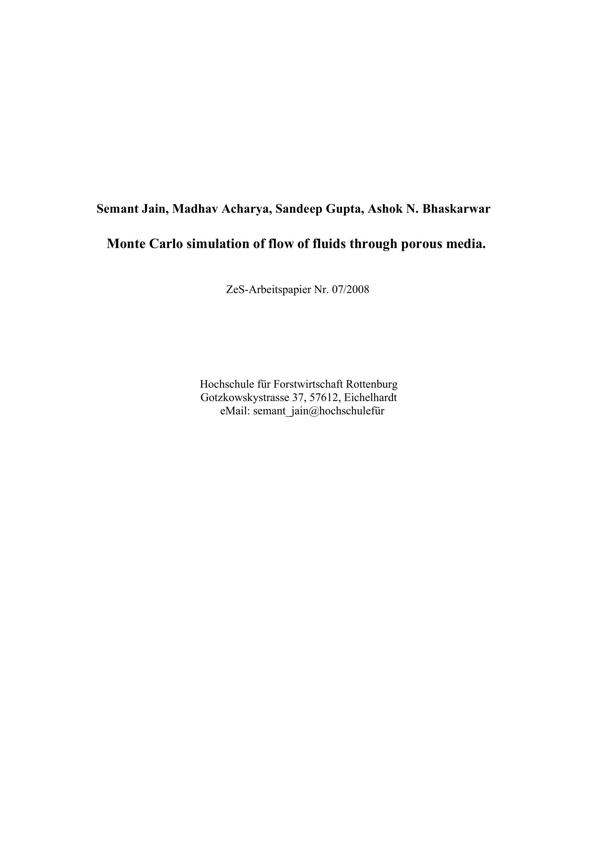 Semant Jain, Madhav Acharya, Sandeep Gupta, Ashok N. Bhaskarwar
Monte Carlo simulation of flow of fluids through porous media.
ZeS-Arbeitspapier Nr. 07/2008
Hochschule für Forstwirtschaft Rottenburg
Gotzkowskystrasse 37, 57612, Eichelhardt
eMail: semant_jain@hochschulefür